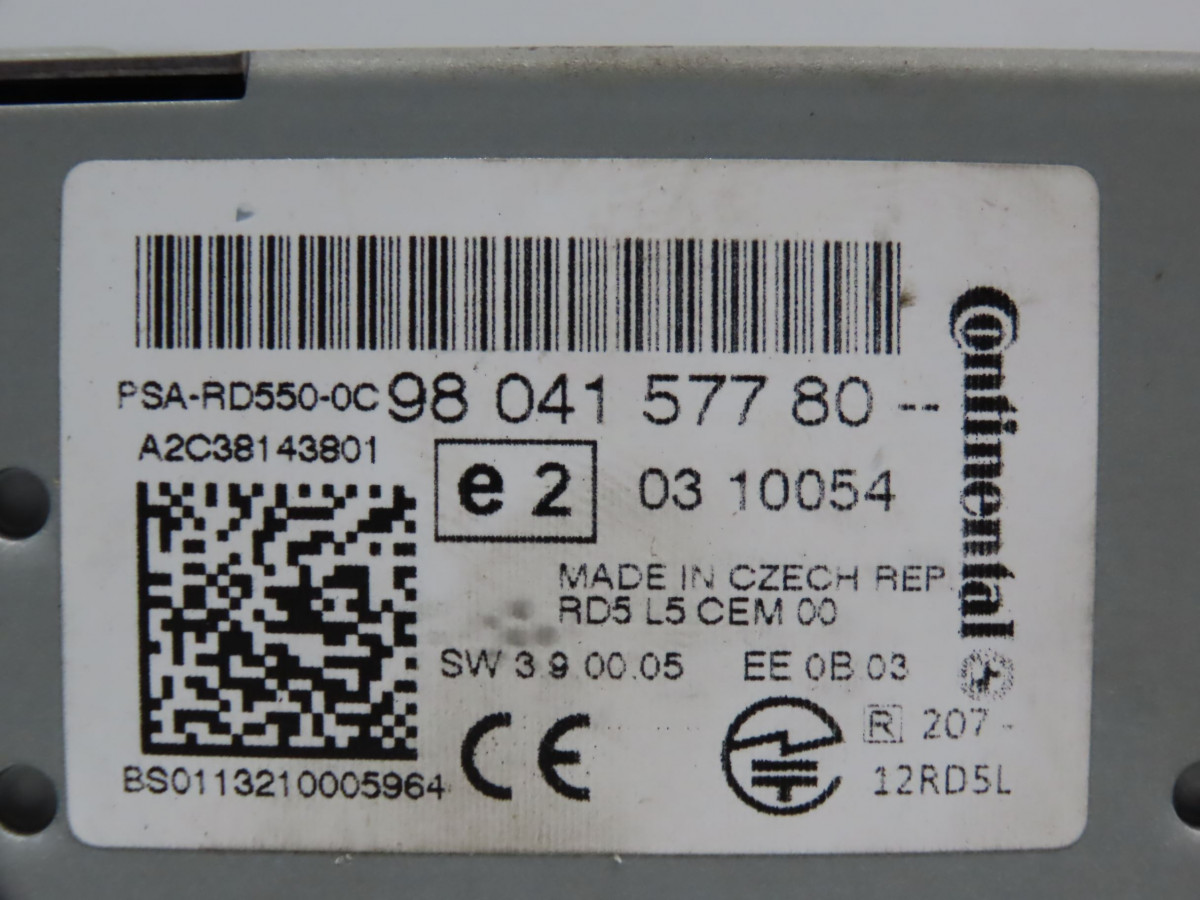 PSA-RD550-0C 98 041 577 80 --
A2C38143801
e 2 03 10054
MADE IN CZECH REP.
RD5 L5 CEM 00
SW 3.9.00.05 EE 0B.03
CE
R 207-
12RD5L
BS0113210005964
Continental